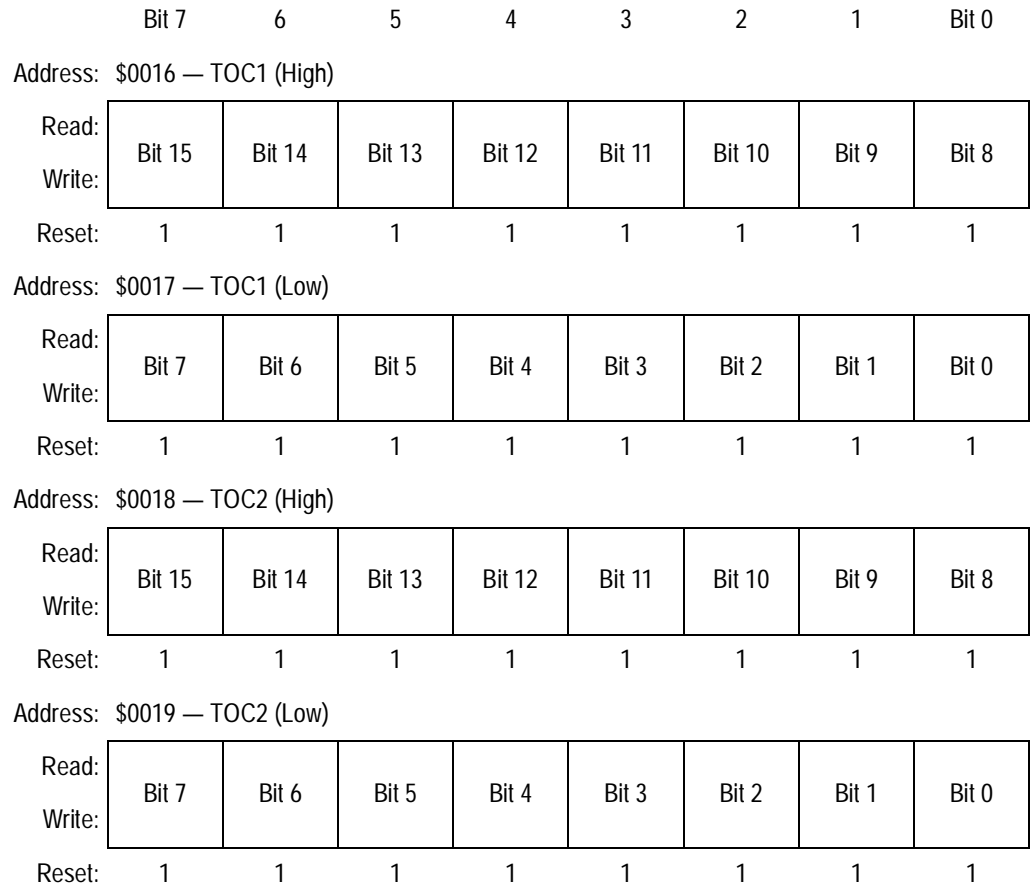 Bit 7 6 5 4 3 2 1 Bit 0
Address: $0016 — TOC1 (High)
Read:
Bit 15 Bit 14 Bit 13 Bit 12 Bit 11 Bit 10 Bit 9 Bit 8
Write:
Reset: 1 1 1 1 1 1 1 1
Address: $0017 — TOC1 (Low)
Read:
Bit 7 Bit 6 Bit 5 Bit 4 Bit 3 Bit 2 Bit 1 Bit 0
Write:
Reset: 1 1 1 1 1 1 1 1
Address: $0018 — TOC2 (High)
Read:
Bit 15 Bit 14 Bit 13 Bit 12 Bit 11 Bit 10 Bit 9 Bit 8
Write:
Reset: 1 1 1 1 1 1 1 1
Address: $0019 — TOC2 (Low)
Read:
Bit 7 Bit 6 Bit 5 Bit 4 Bit 3 Bit 2 Bit 1 Bit 0
Write:
Reset: 1 1 1 1 1 1 1 1